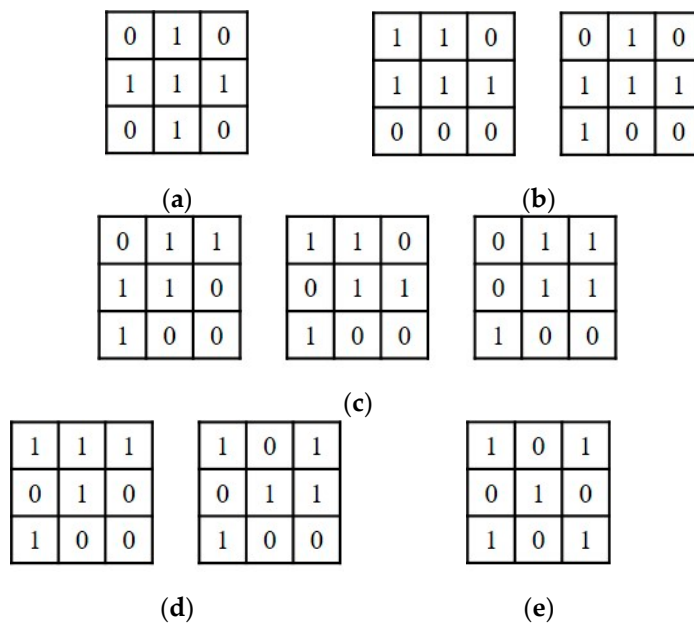 0 1 0 1 1 0 0 1 0
1 1 1 1 1 1 1 1 1
0 1 0 0 0 0 1 0 0
(a) (b)
0 1 1 1 1 0 0 1 1
1 1 0 0 1 1 0 1 1
1 0 0 1 0 0 1 0 0
(c)
1 1 1 1 0 1 1 0 1
0 1 0 0 1 1 0 1 0
1 0 0 1 0 0 1 0 1
(d) (e)